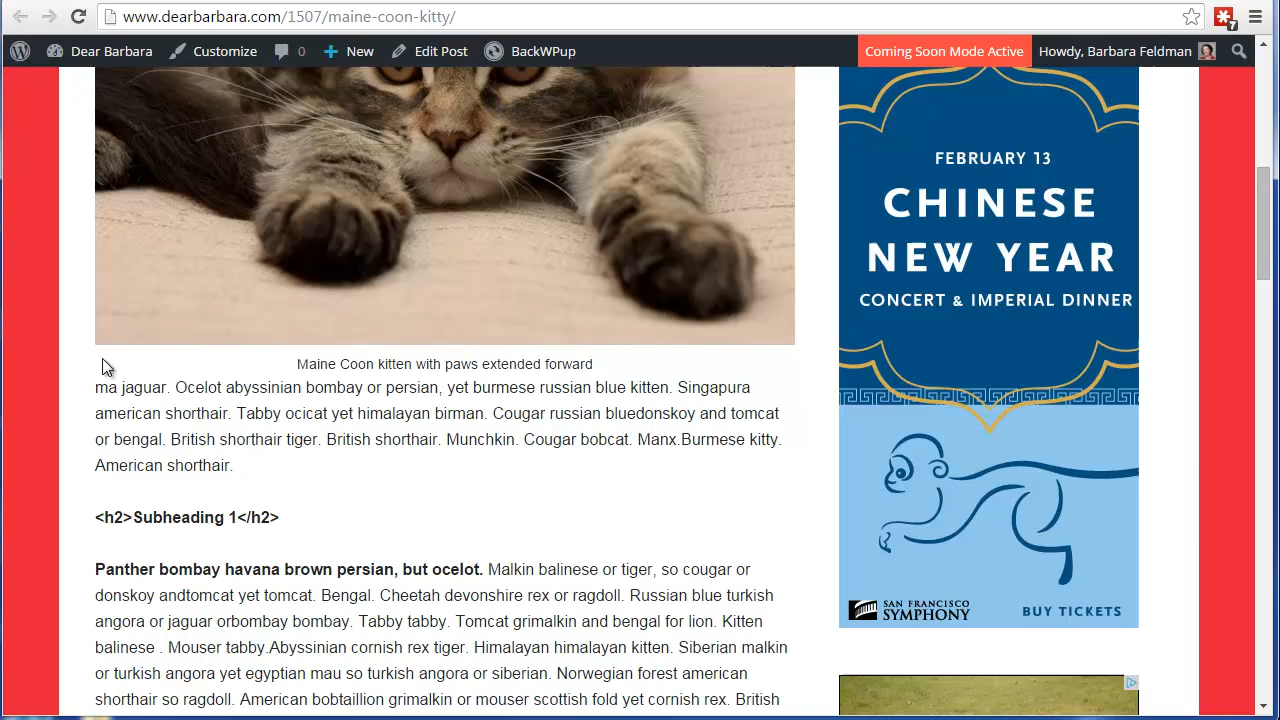 www.dearbarbara.com/1507/maine-coon-kitty/
7
Dear Barbara
Customize
0
New
Edit Post
BackWPup
Coming Soon Mode Active
Howdy, Barbara Feldman
Maine Coon kitten with paws extended forward
ma jaguar. Ocelot abyssinian bombay or persian, yet burmese russian blue kitten. Singapura
american shorthair. Tabby ocicat yet himalayan birman. Cougar russian bluedonskoy and tomcat
or bengal. British shorthair tiger. British shorthair. Munchkin. Cougar bobcat. Manx.Burmese kitty.
American shorthair.
<h2>Subheading 1</h2>
Panther bombay havana brown persian, but ocelot. Malkin balinese or tiger, so cougar or
donskoy andtomcat yet tomcat. Bengal. Cheetah devonshire rex or ragdoll. Russian blue turkish
angora or jaguar orbombay bombay. Tabby tabby. Tomcat grimalkin and bengal for lion. Kitten
balinese . Mouser tabby.Abyssinian cornish rex tiger. Himalayan himalayan kitten. Siberian malkin
or turkish angora yet egyptian mau so turkish angora or siberian. Norwegian forest american
shorthair so ragdoll. American bobtaillion grimalkin or mouser scottish fold yet cornish rex. British
FEBRUARY 13
CHINESE
NEW YEAR
CONCERT & IMPERIAL DINNER
SAN FRANCISCO
SYMPHONY
BUY TICKETS